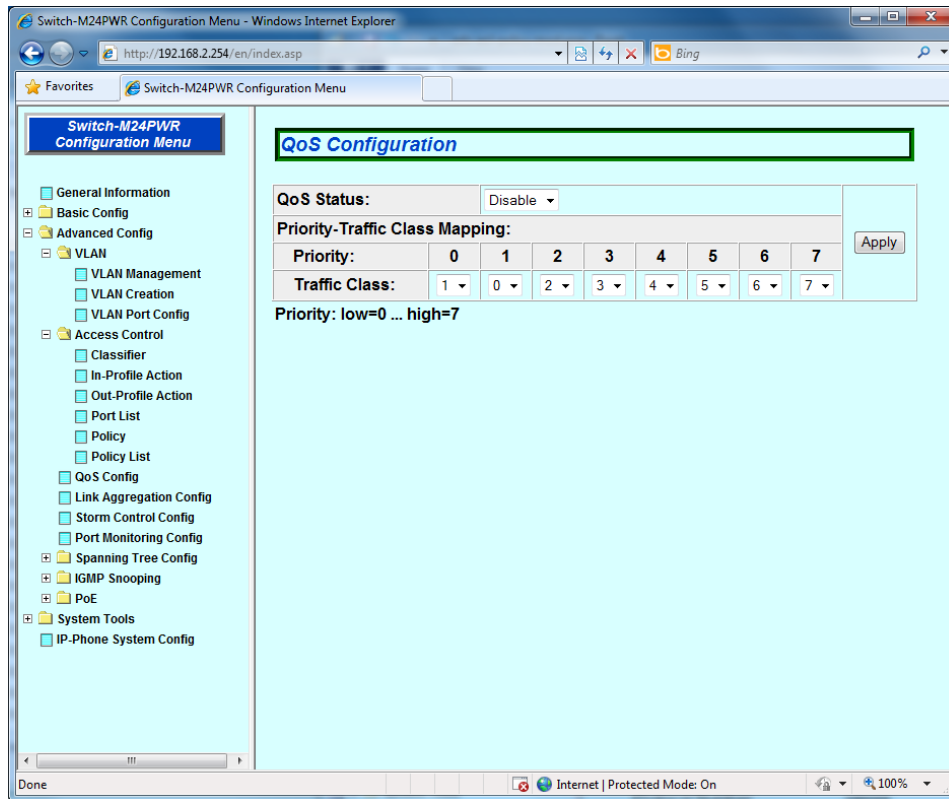 Switch-M24PWR Configuration Menu - Windows Internet Explorer
http://192.168.2.254/en/index.asp
Bing
Favorites
Switch-M24PWR Configuration Menu
Switch-M24PWR
Configuration Menu
General Information
Basic Config
Advanced Config
VLAN
VLAN Management
VLAN Creation
VLAN Port Config
Access Control
Classifier
In-Profile Action
Out-Profile Action
Port List
Policy
Policy List
QoS Config
Link Aggregation Config
Storm Control Config
Port Monitoring Config
Spanning Tree Config
IGMP Snooping
PoE
System Tools
IP-Phone System Config
QoS Configuration
QoS Status: Disable
Priority-Traffic Class Mapping:
Priority: 0 1 2 3 4 5 6 7
Traffic Class: 1 0 2 3 4 5 6 7
Apply
Priority: low=0 ... high=7
Done
Internet | Protected Mode: On
100%